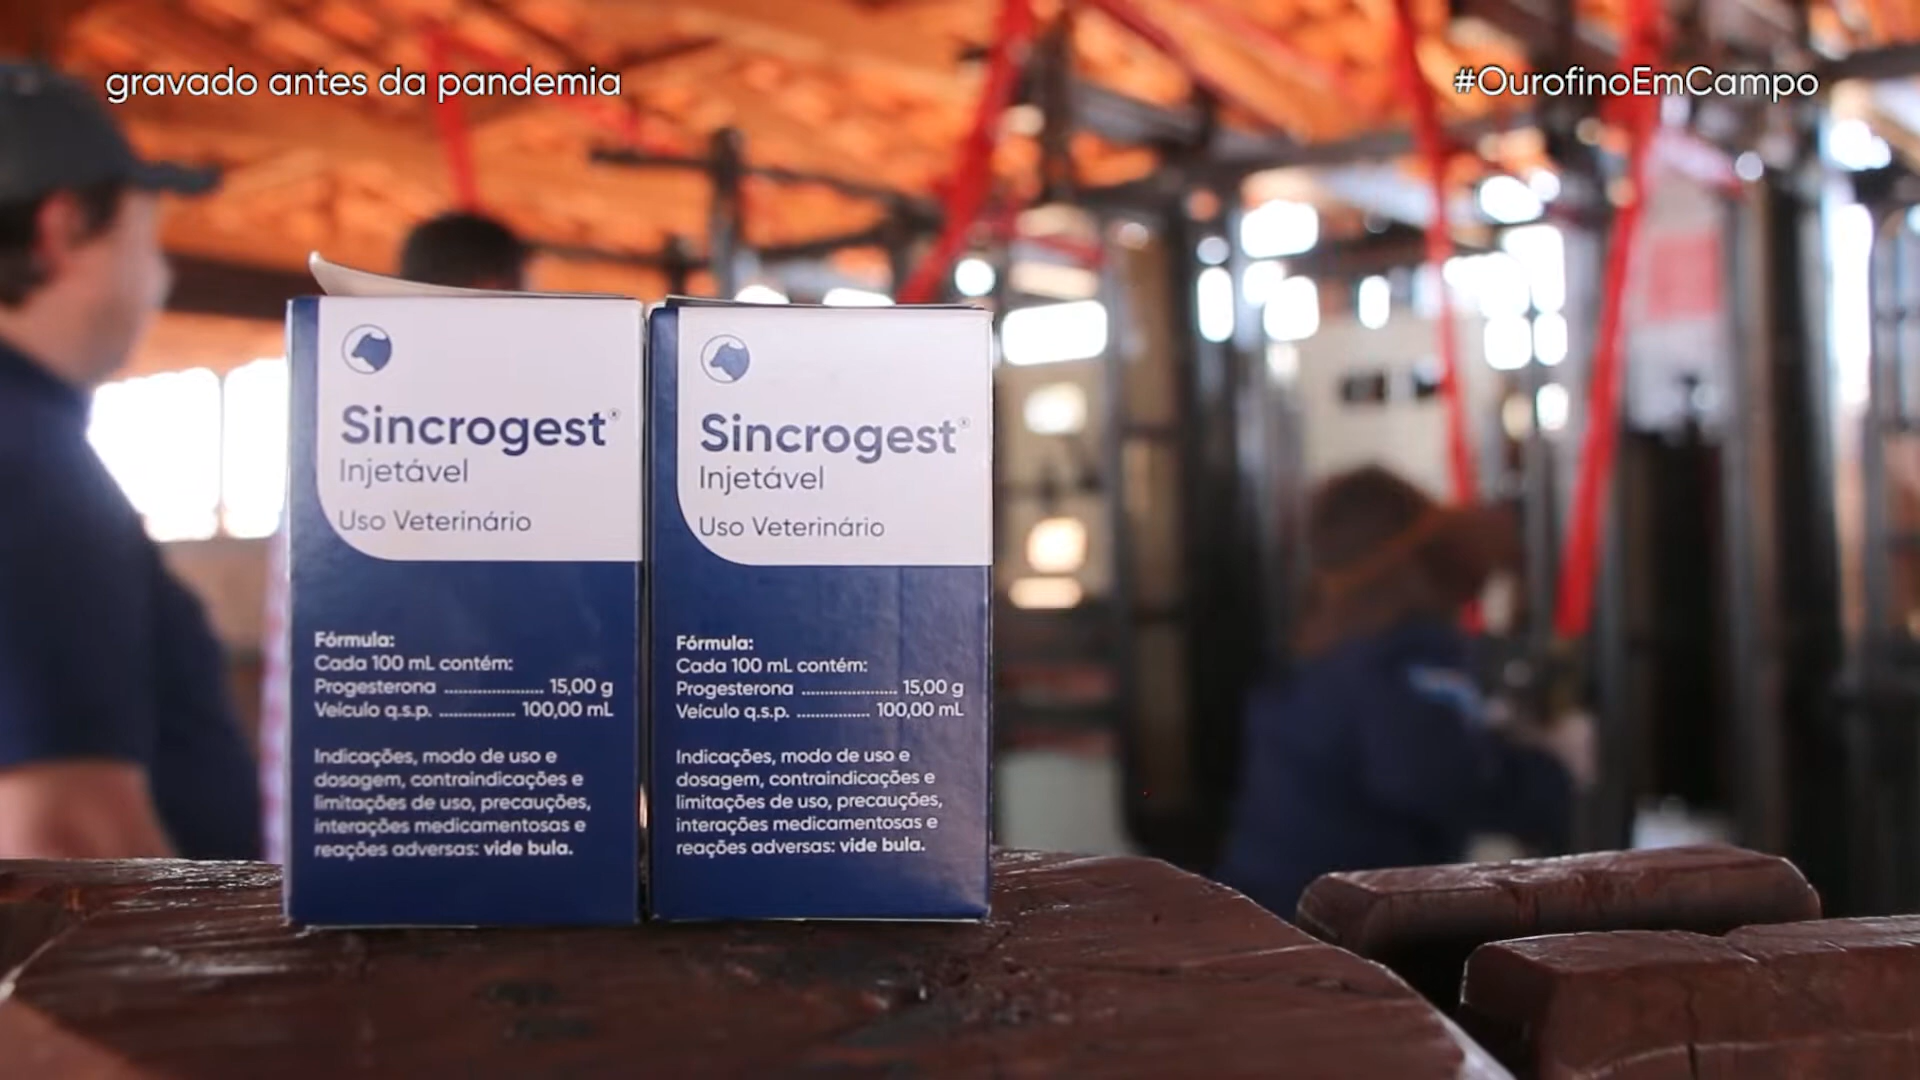 gravado antes da pandemia
#OurofinoEmCampo
Sincrogest®
Injetável
Uso Veterinário
Fórmula:
Cada 100 mL contém:
Progesterona ...................... 15,00 g
Veículo q.s.p. ................ 100,00 mL
Indicações, modo de uso e
dosagem, contraindicações e
limitações de uso, precauções,
interações medicamentosas e
reações adversas: vide bula.
Sincrogest®
Injetável
Uso Veterinário
Fórmula:
Cada 100 mL contém:
Progesterona ...................... 15,00 g
Veículo q.s.p. ................ 100,00 mL
Indicações, modo de uso e
dosagem, contraindicações e
limitações de uso, precauções,
interações medicamentosas e
reações adversas: vide bula.